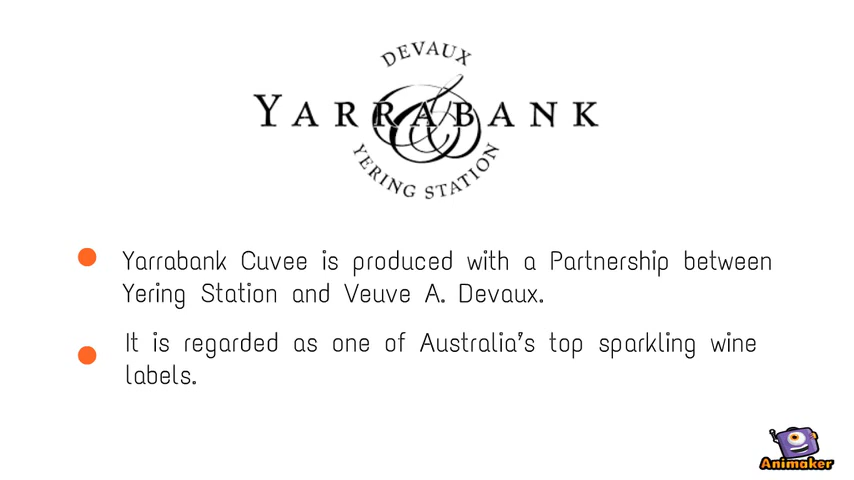 DEVAUX
YARRABANK
&
YERING STATION
Yarrabank Cuvee is produced with a Partnership between
Yering Station and Veuve A. Devaux.
It is regarded as one of Australia's top sparkling wine
labels.
Animaker